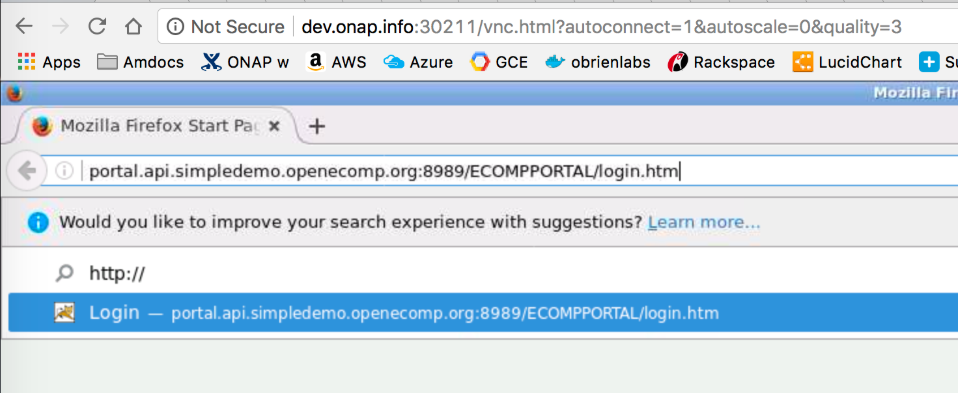 Not Secure dev.onap.info:30211/vnc.html?autoconnect=1&autoscale=0&quality=3
Apps Amdocs ONAP w AWS Azure GCE obrienlabs Rackspace LucidChart Su
Mozilla Fir
Mozilla Firefox Start Pag
portal.api.simpledemo.openecomp.org:8989/ECOMPPORTAL/login.htm
Would you like to improve your search experience with suggestions? Learn more...
http://
Login — portal.api.simpledemo.openecomp.org:8989/ECOMPPORTAL/login.htm